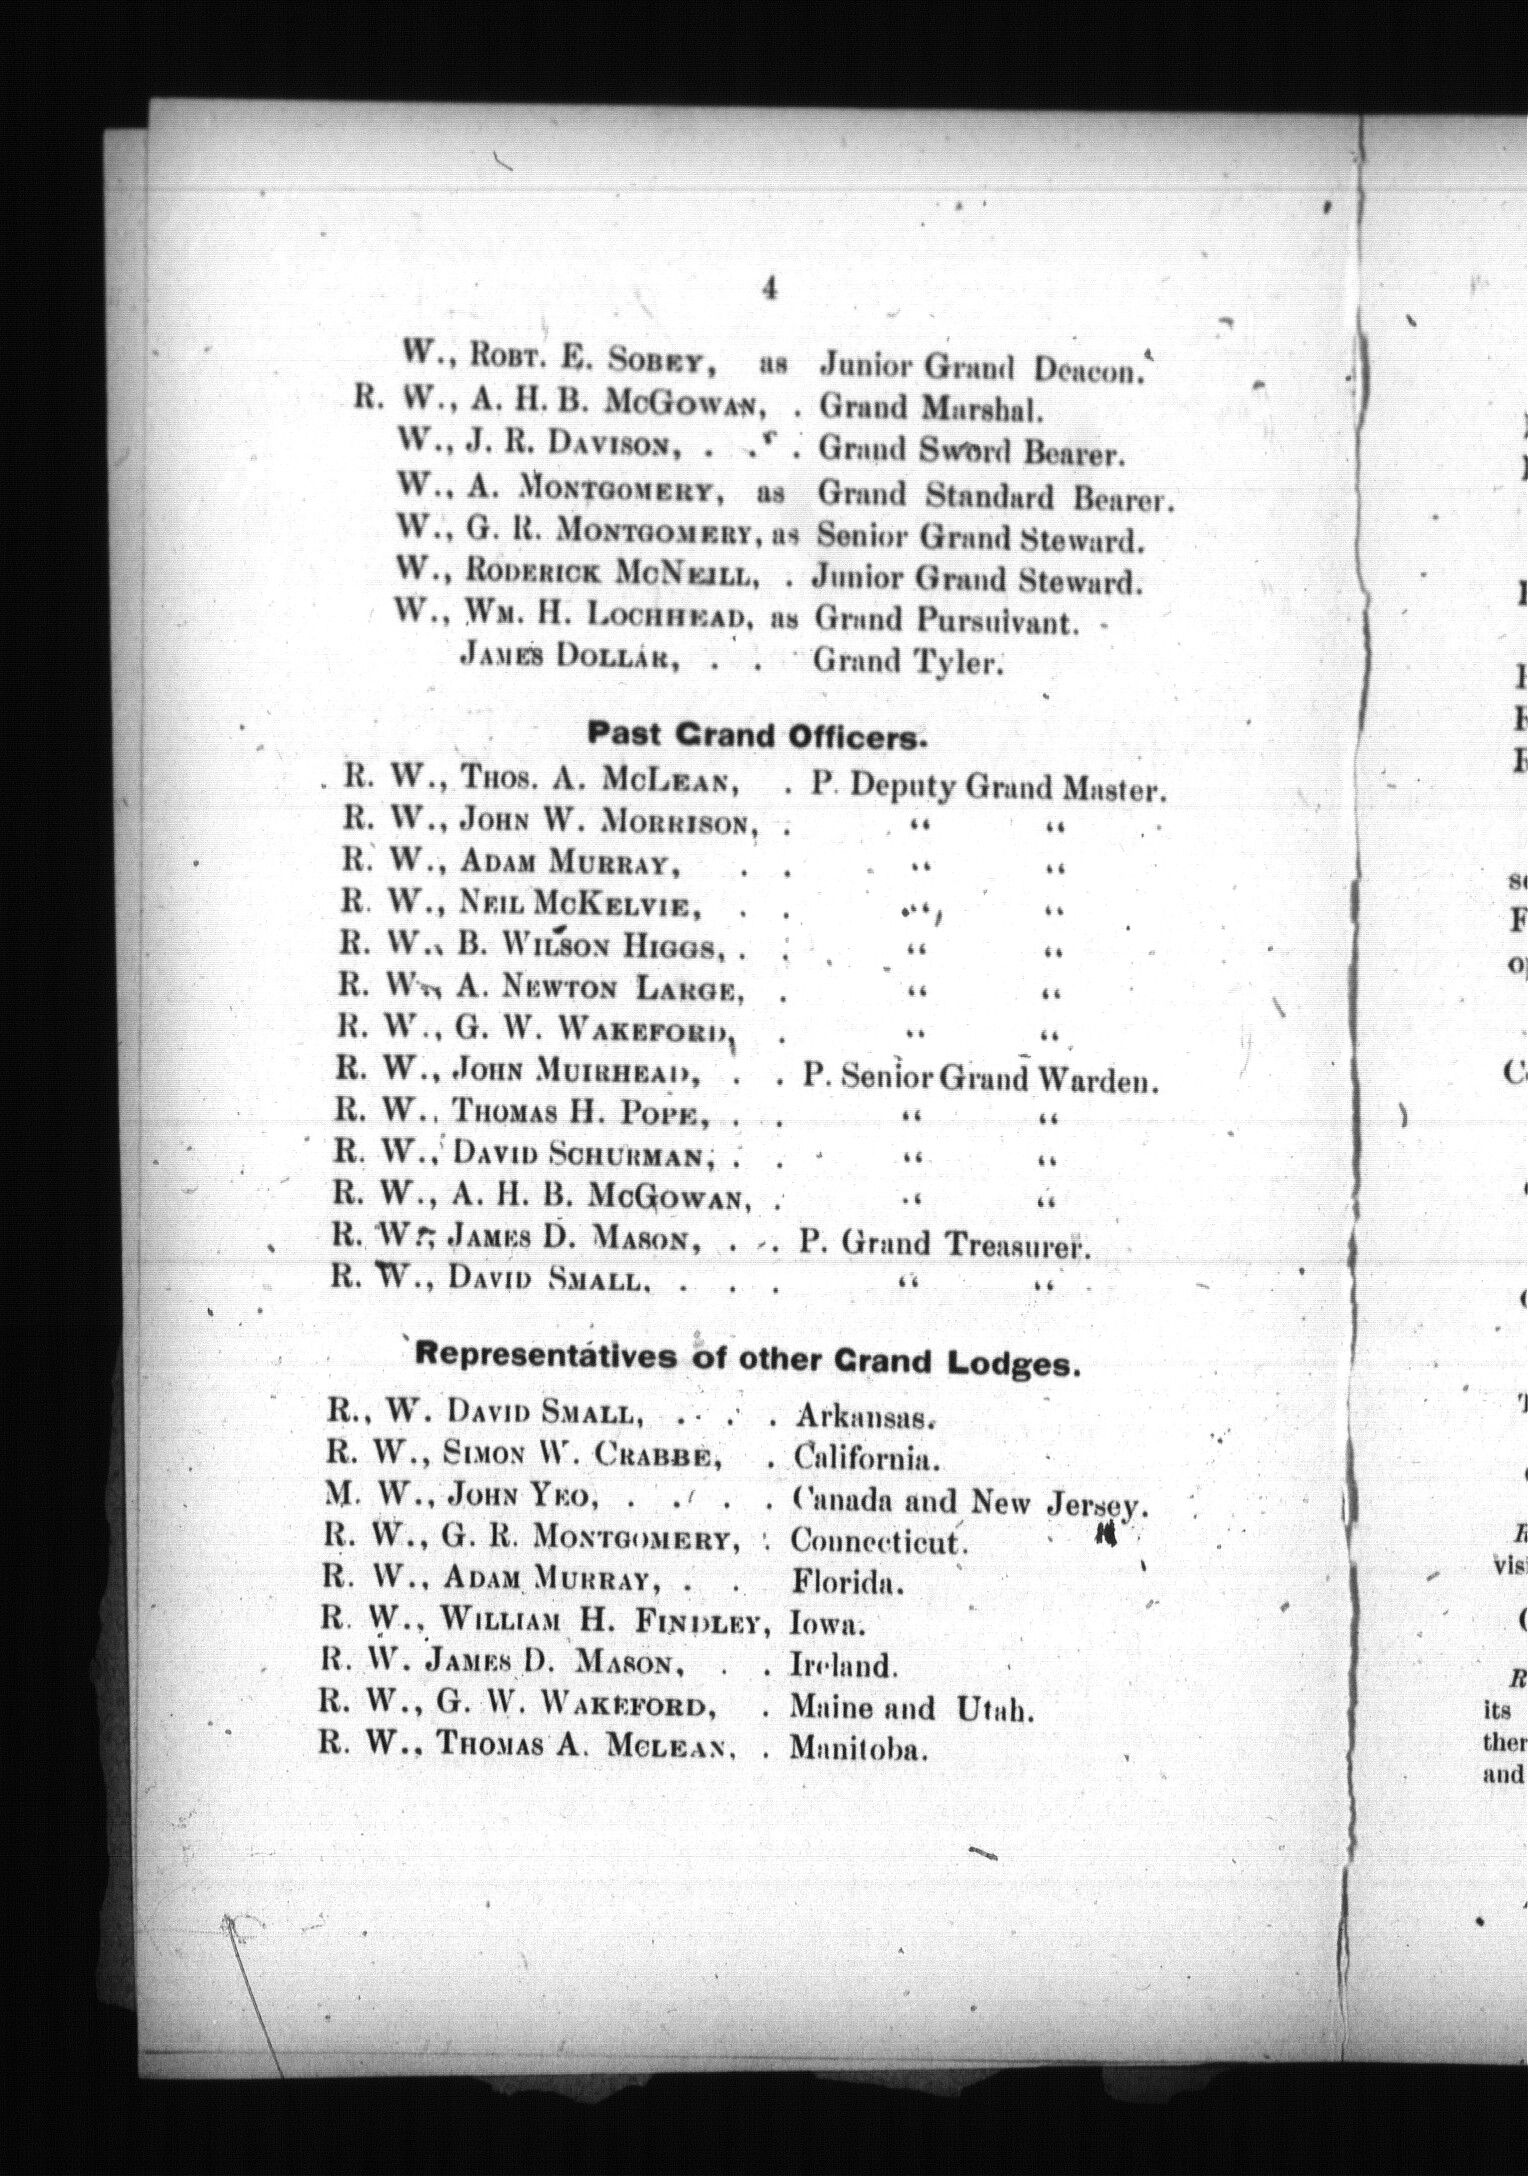 4
W., ROBT. E. SOBEY, as Junior Grand Deacon.
R. W., A. H. B. MCGOWAN, . Grand Marshal.
W., J. R. DAVISON, . . . Grand Sword Bearer.
W., A. MONTGOMERY, as Grand Standard Bearer.
W., G. R. MONTGOMERY, as Senior Grand Steward.
W., RODERICK MCNEILL, . Junior Grand Steward.
W., WM. H. LOCHHEAD, as Grand Pursuivant.
JAMES DOLLAR, . . Grand Tyler.
Past Grand Officers.
R. W., THOS. A. MCLEAN, . P. Deputy Grand Master.
R. W., JOHN W. MORRISON, . “ “
R. W., ADAM MURRAY, . . “ “
R. W., NEIL MCKELVIE, . . “ “
R. W., B. WILSON HIGGS, . . “ “
R. W., A. NEWTON LARGE, . “ “
R. W., G. W. WAKEFORD, . “ “
R. W., JOHN MUIRHEAD, . . P. Senior Grand Warden.
R. W., THOMAS H. POPE, . . “ “
R. W., DAVID SCHURMAN, . . “ “
R. W., A. H. B. MCGOWAN, . “ “
R. W., JAMES D. MASON, . . P. Grand Treasurer.
R. W., DAVID SMALL, . . . “ “
Representatives of other Grand Lodges.
R., W. DAVID SMALL, . . . Arkansas.
R. W., SIMON W. CRABBE, . California.
M. W., JOHN YEO, . . . . Canada and New Jersey.
R. W., G. R. MONTGOMERY, . Connecticut.
R. W., ADAM MURRAY, . . Florida.
R. W., WILLIAM H. FINDLEY, Iowa.
R. W. JAMES D. MASON, . . Ireland.
R. W., G. W. WAKEFORD, . Maine and Utah.
R. W., THOMAS A. MCLEAN, . Manitoba.
its
and